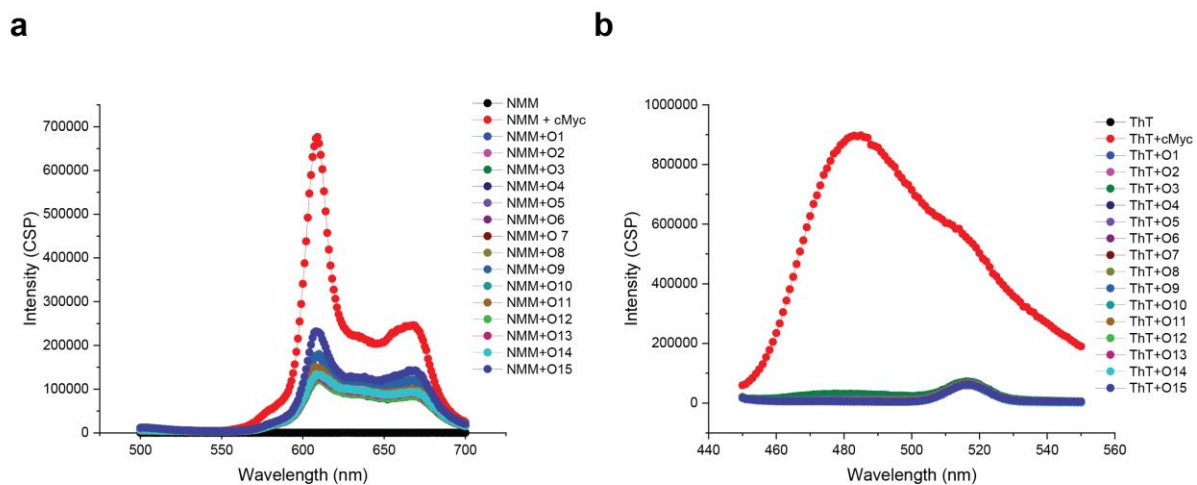 a
b
Intensity (CSP)
700000
600000
500000
400000
300000
200000
100000
0
500
550
600
650
700
Wavelength (nm)
NMM
NMM + cMyc
NMM+O1
NMM+O2
NMM+O3
NMM+O4
NMM+O5
NMM+O6
NMM+O 7
NMM+O8
NMM+O9
NMM+O10
NMM+O11
NMM+O12
NMM+O13
NMM+O14
NMM+O15
Intensity (CSP)
1000000
800000
600000
400000
200000
0
440
460
480
500
520
540
560
Wavelength (nm)
ThT
ThT+cMyc
ThT+O1
ThT+O2
ThT+O3
ThT+O4
ThT+O5
ThT+O6
ThT+O7
ThT+O8
ThT+O9
ThT+O10
ThT+O11
ThT+O12
ThT+O13
ThT+O14
ThT+O15